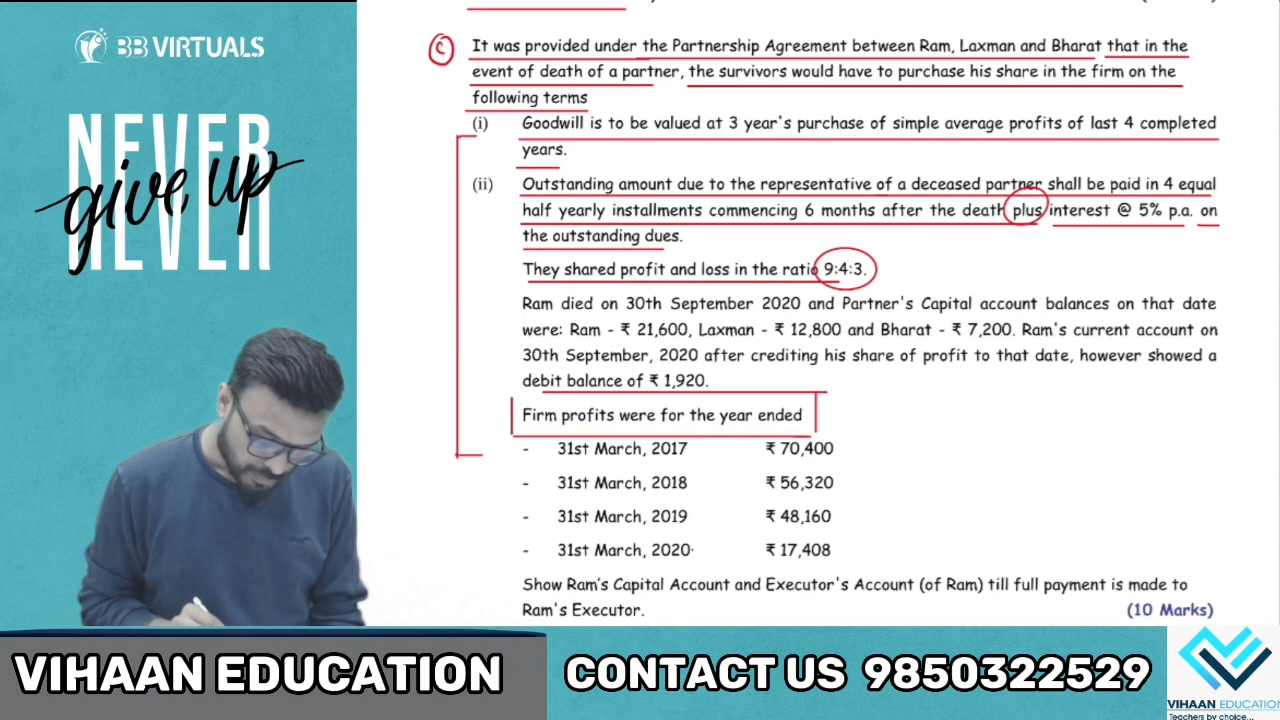 BB VIRTUALS
NEVER
give up
NEVER
C
It was provided under the Partnership Agreement between Ram, Laxman and Bharat that in the
event of death of a partner, the survivors would have to purchase his share in the firm on the
following terms
(i) Goodwill is to be valued at 3 year's purchase of simple average profits of last 4 completed
years.
(ii) Outstanding amount due to the representative of a deceased partner shall be paid in 4 equal
half yearly installments commencing 6 months after the death plus interest @ 5% p.a. on
the outstanding dues.
They shared profit and loss in the ratio 9:4:3.
Ram died on 30th September 2020 and Partner's Capital account balances on that date
were: Ram - ₹ 21,600, Laxman - ₹ 12,800 and Bharat - ₹ 7,200. Ram's current account on
30th September, 2020 after crediting his share of profit to that date, however showed a
debit balance of ₹ 1,920.
Firm profits were for the year ended
- 31st March, 2017 ₹ 70,400
- 31st March, 2018 ₹ 56,320
- 31st March, 2019 ₹ 48,160
- 31st March, 2020 ₹ 17,408
Show Ram's Capital Account and Executor's Account (of Ram) till full payment is made to
Ram's Executor. (10 Marks)
VIHAAN EDUCATION
CONTACT US 9850322529
VIHAAN EDUCATION
Teachers by choice...